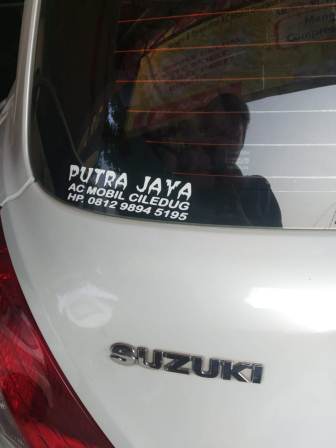 PUTRA JAYA
AC MOBIL CILEDUG
HP. 0812 9894 5195
SUZUKI